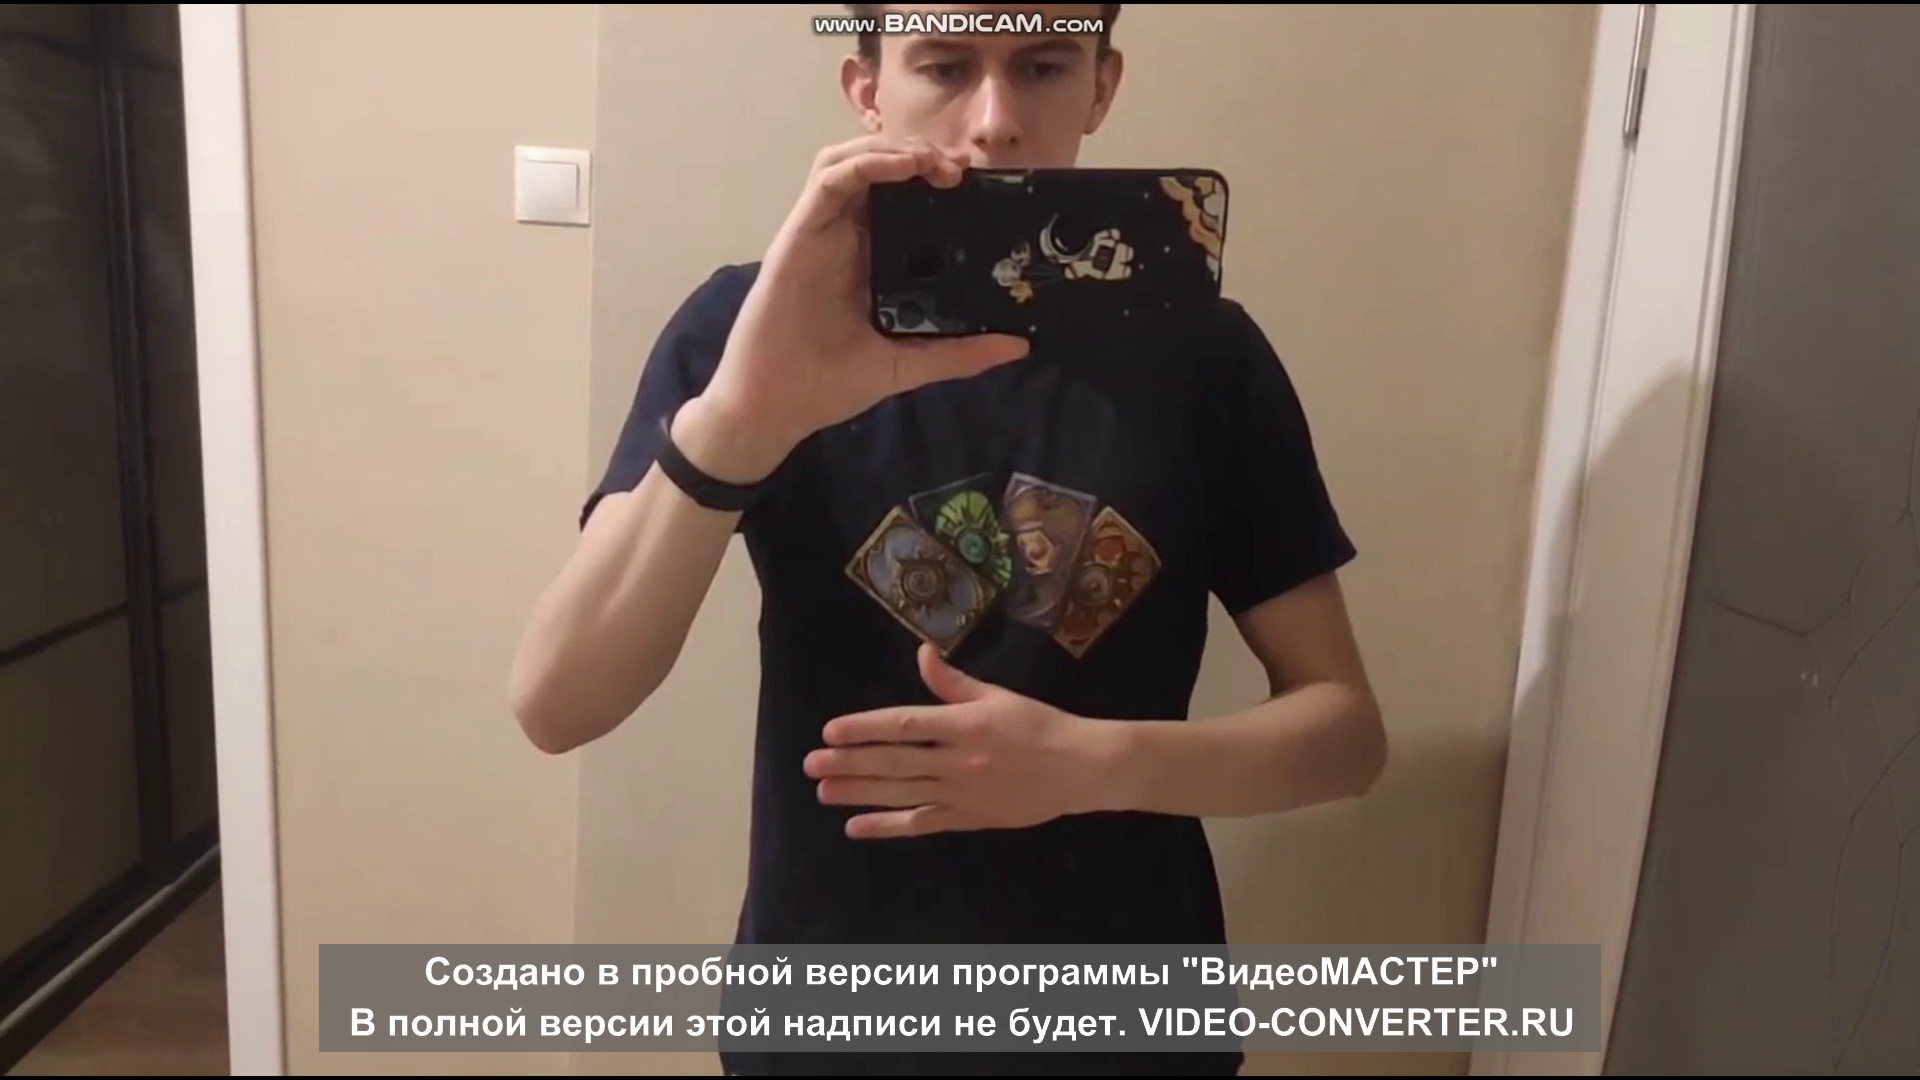 www.BANDICAM.com
Создано в пробной версии программы "ВидеоМАСТЕР"
В полной версии этой надписи не будет. VIDEO-CONVERTER.RU